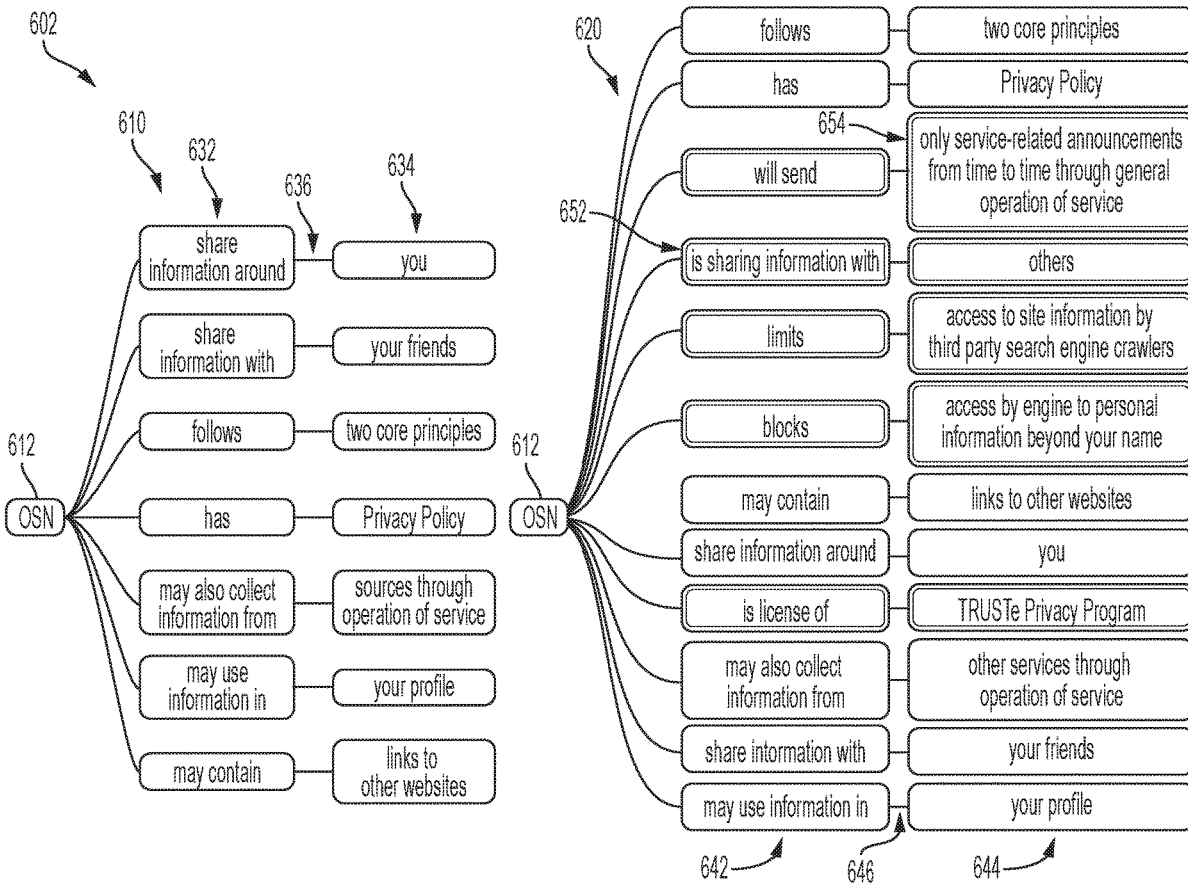 602
610
632
636
634
share
information around
you
share
information with
your friends
follows
two core principles
612
OSN
has
Privacy Policy
may also collect
information from
sources through
operation of service
may use
information in
your profile
may contain
links to
other websites
620
follows
two core principles
has
Privacy Policy
654
will send
only service-related announcements
from time to time through general
operation of service
652
is sharing information with
others
limits
access to site information by
third party search engine crawlers
blocks
access by engine to personal
information beyond your name
612
OSN
may contain
links to other websites
share information around
you
is license of
TRUSTe Privacy Program
may also collect
information from
other services through
operation of service
share intormation with
your friends
may use information in
your profile
642
646
644